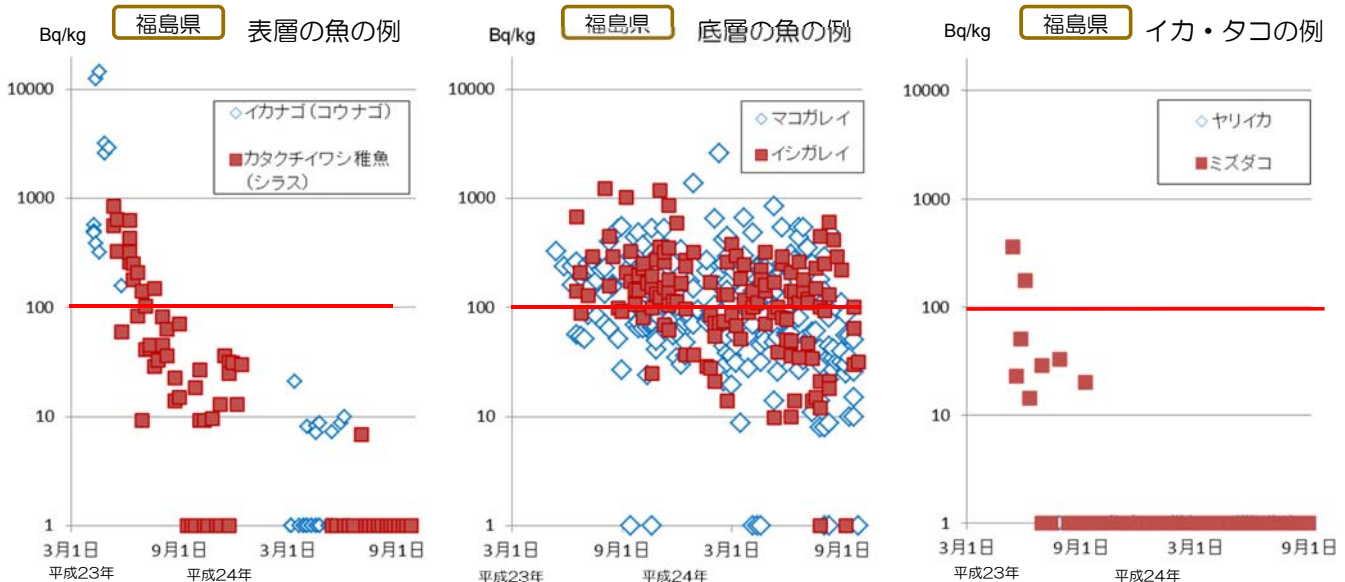 Bq/kg 福島県 表層の魚の例
10000
1000
100
10
1
イカナゴ(コウナゴ)
カタクチイワシ稚魚
(シラス)
3月1日 9月1日 3月1日 9月1日
平成23年 平成24年
Bq/kg 福島県 底層の魚の例
10000
1000
100
10
1
マコガレイ
イシガレイ
3月1日 9月1日 3月1日 9月1日
平成23年 平成24年
Bq/kg 福島県 イカ・タコの例
10000
1000
100
10
1
ヤリイカ
ミズダコ
3月1日 9月1日 3月1日 9月1日
平成23年 平成24年